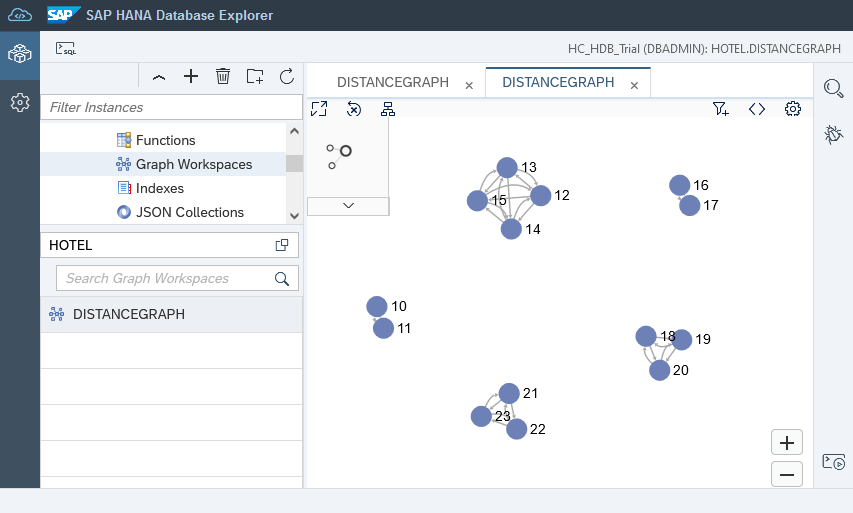 SAP SAP HANA Database Explorer
SQL
HC_HDB_Trial (DBADMIN): HOTEL.DISTANCEGRAPH
DISTANCEGRAPH × DISTANCEGRAPH ×
Filter Instances
Functions
Graph Workspaces
Indexes
JSON Collections
HOTEL
Search Graph Workspaces
DISTANCEGRAPH
13
12
15
14
16
17
10
11
18
19
20
21
23
22